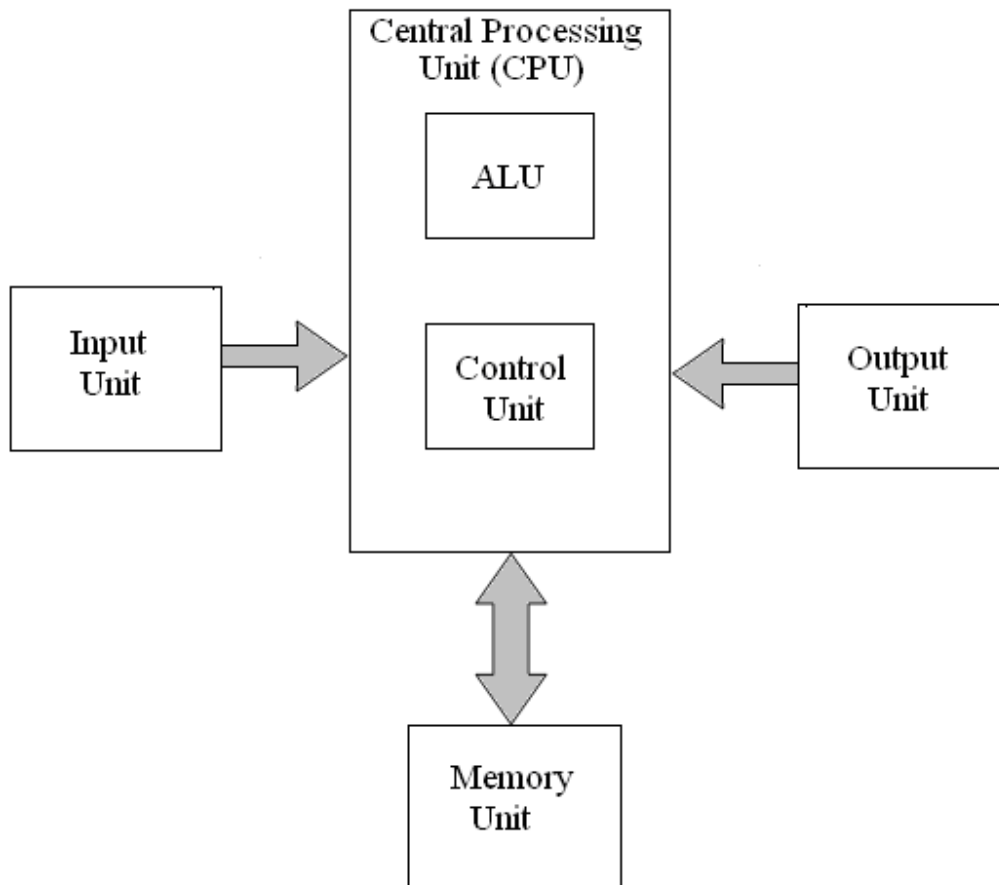 Central Processing
Unit (CPU)
ALU
Input
Unit
Control
Unit
Output
Unit
Memory
Unit